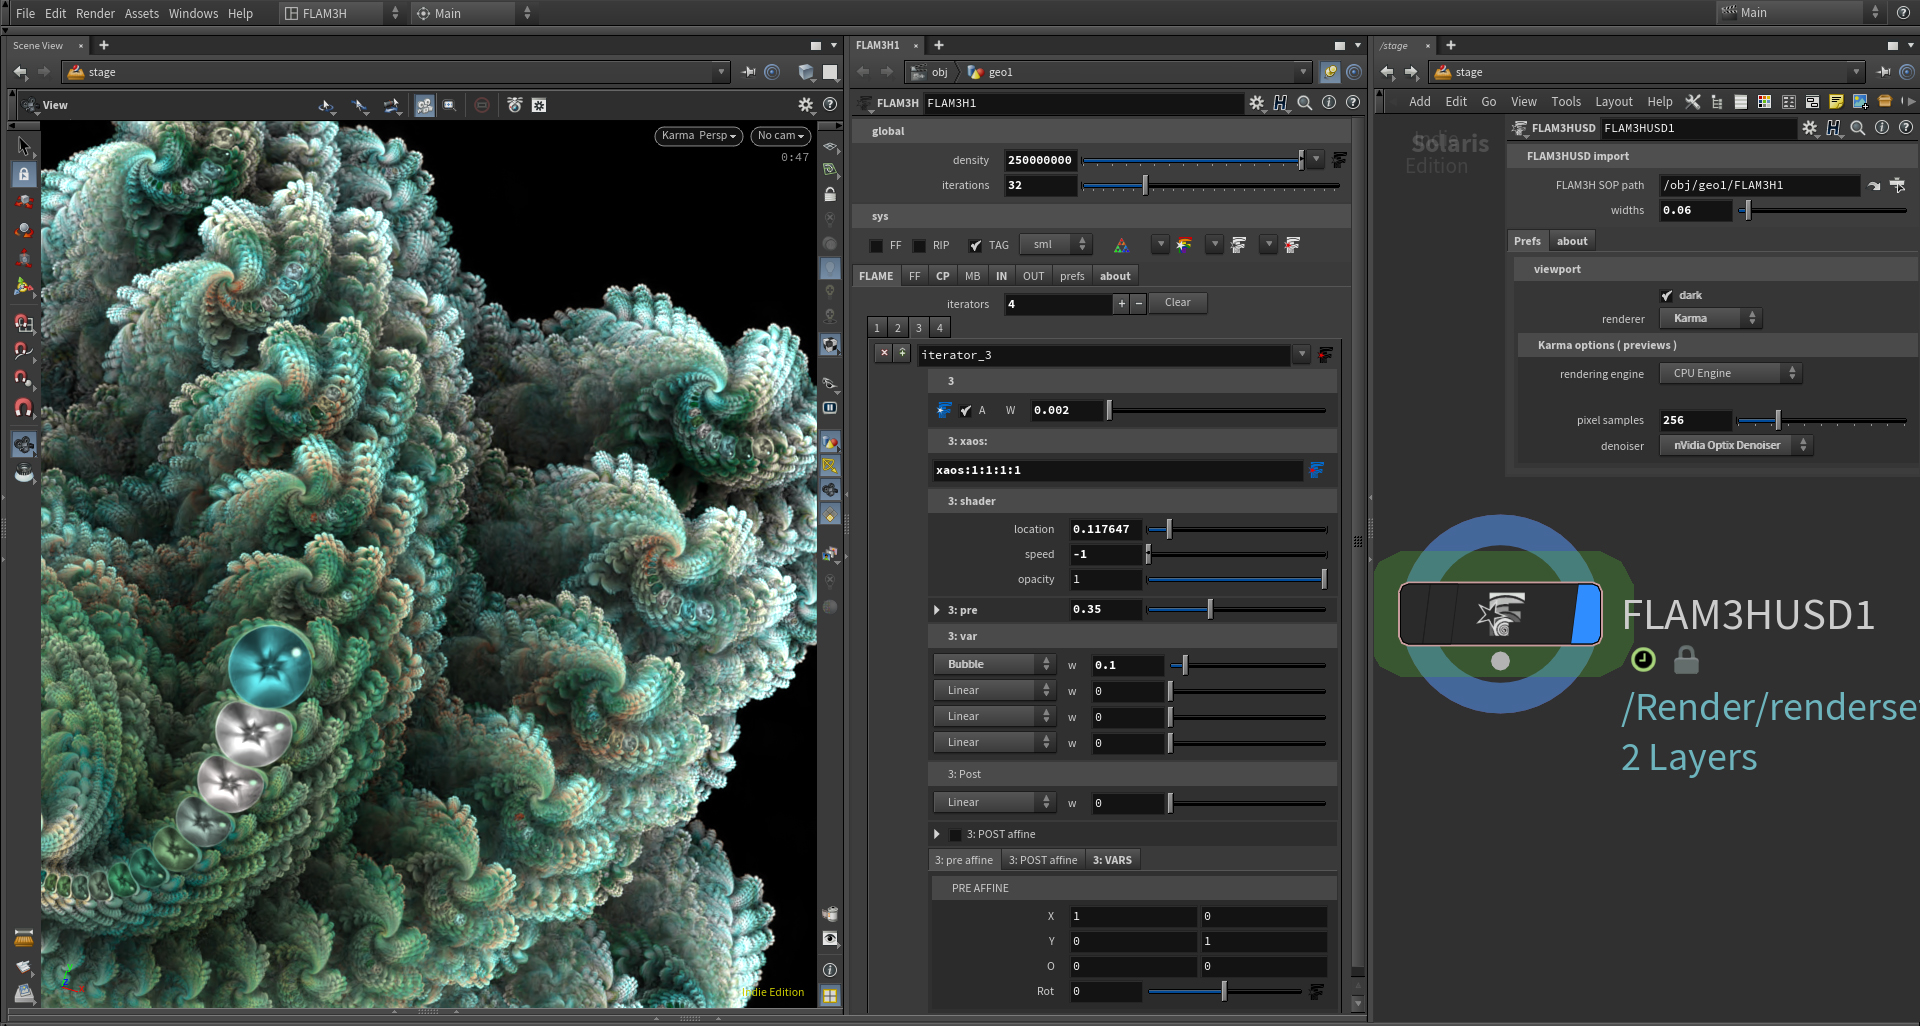 File Edit Render Assets Windows Help FLAM3H Main Main
Scene View
stage
View
Karma Persp No cam
0:47
Indie Edition
FLAM3H1
obj geo1
FLAM3H FLAM3H1
global
density 250000000
iterations 32
sys
FF RIP TAG sml
FLAME FF CP MB IN OUT prefs about
iterators 4 + − Clear
1 2 3 4
iterator_3
3
A W 0.002
3: xaos:
xaos:1:1:1:1
3: shader
location 0.117647
speed -1
opacity 1
3: pre 0.35
3: var
Bubble w 0.1
Linear w 0
Linear w 0
Linear w 0
3: Post
Linear w 0
3: POST affine
3: pre affine 3: POST affine 3: VARS
PRE AFFINE
X 1 0
Y 0 1
O 0 0
Rot 0
/stage
stage
Add Edit Go View Tools Layout Help
Solaris
Indie
Edition
FLAM3HUSD FLAM3HUSD1
FLAM3HUSD import
FLAM3H SOP path /obj/geo1/FLAM3H1
widths 0.06
Prefs about
viewport
dark
renderer Karma
Karma options ( previews )
rendering engine CPU Engine
pixel samples 256
denoiser nVidia Optix Denoiser
FLAM3HUSD1
/Render/renderse
2 Layers